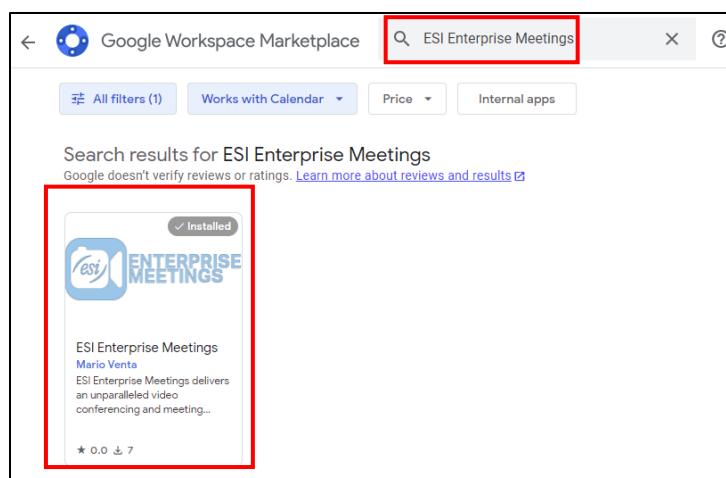 Google Workspace Marketplace
ESI Enterprise Meetings
All filters (1)
Works with Calendar
Price
Internal apps
Search results for ESI Enterprise Meetings
Google doesn't verify reviews or ratings. Learn more about reviews and results
Installed
esi
ENTERPRISE
MEETINGS
ESI Enterprise Meetings
Mario Venta
ESI Enterprise Meetings delivers
an unparalleled video
conferencing and meeting...
0.0
7